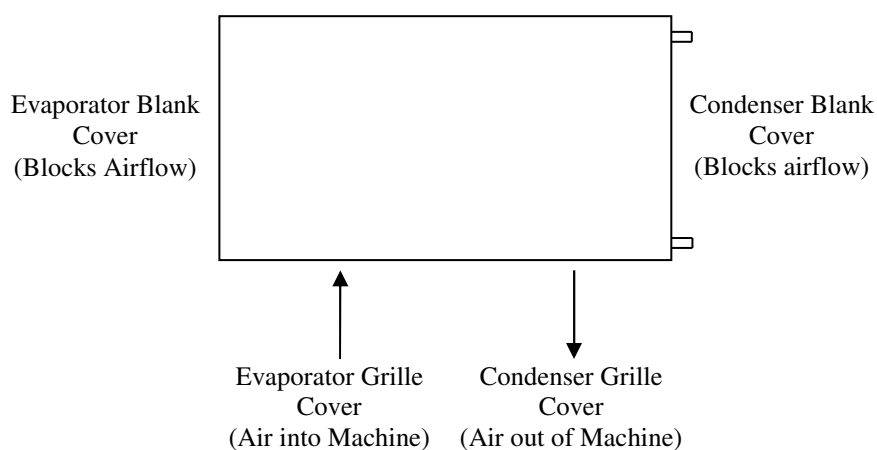 Evaporator Blank
Cover
(Blocks Airflow)
Condenser Blank
Cover
(Blocks airflow)
Evaporator Grille
Cover
(Air into Machine)
Condenser Grille
Cover
(Air out of Machine)